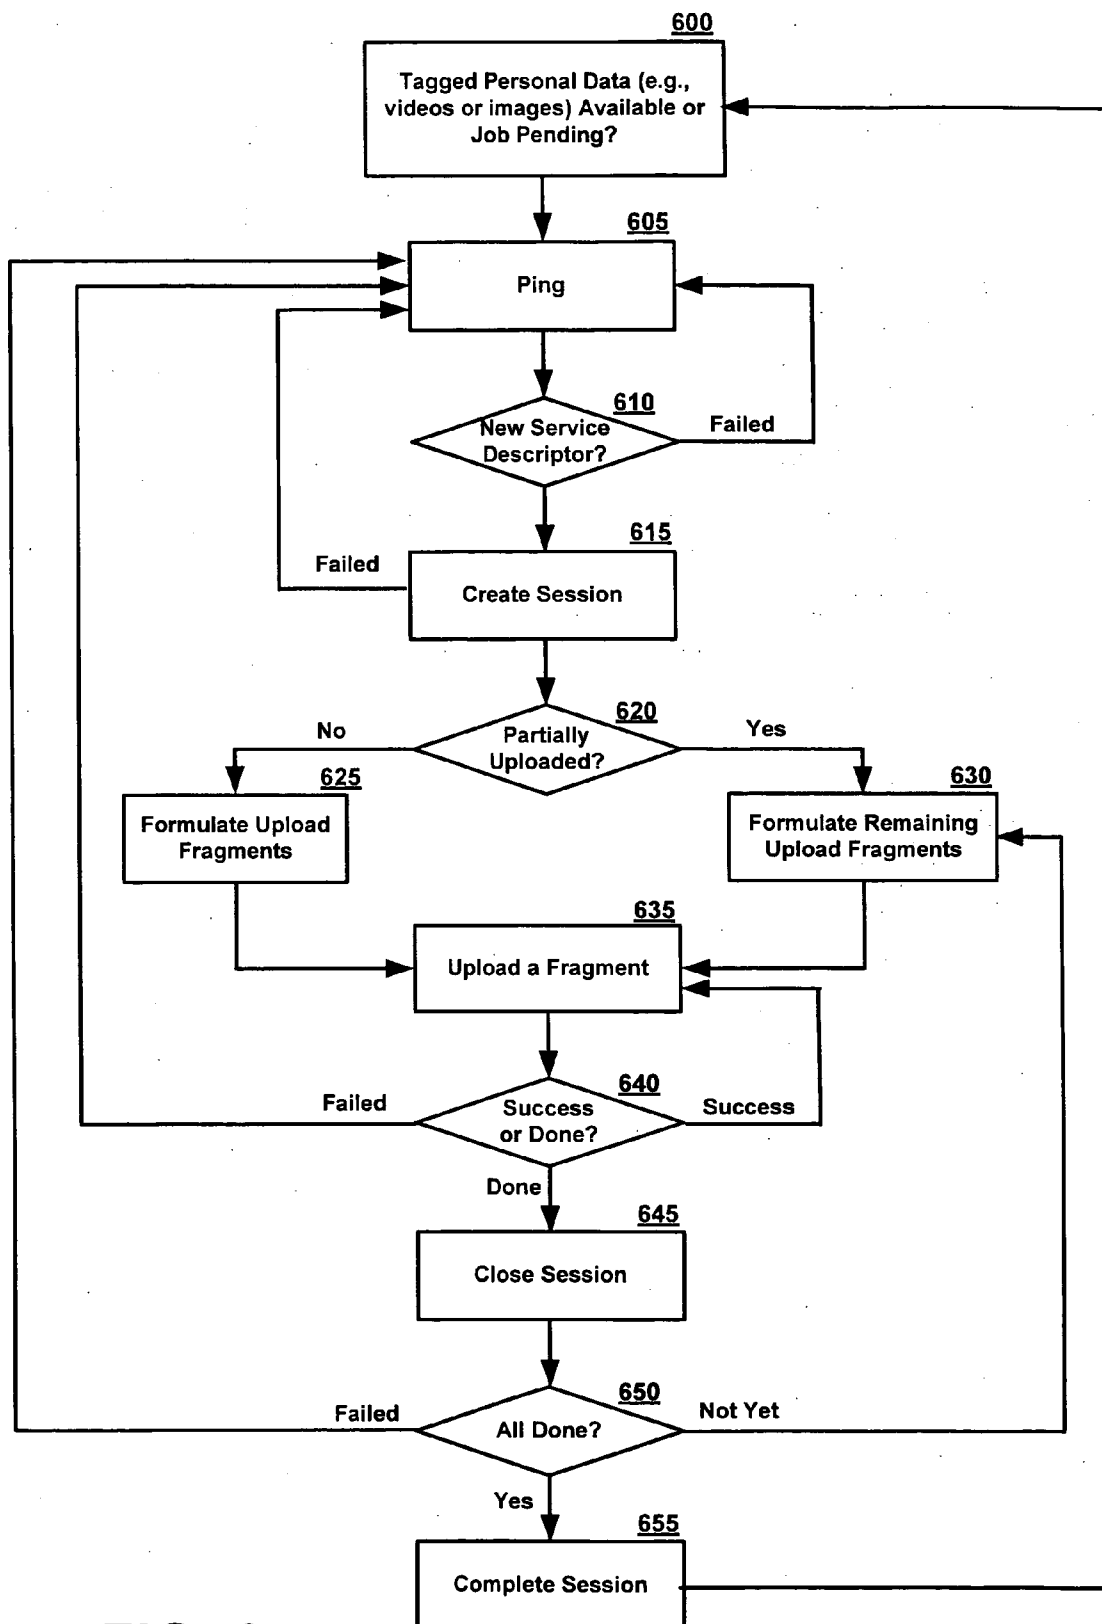 600
Tagged Personal Data (e.g.,
videos or images) Available or
Job Pending?
605
Ping
610
New Service
Descriptor?
Failed
615
Failed
Create Session
620
No
Partially
Uploaded?
Yes
625
Formulate Upload
Fragments
630
Formulate Remaining
Upload Fragments
635
Upload a Fragment
640
Failed
Success
or Done?
Success
Done
645
Close Session
650
Failed
All Done?
Not Yet
Yes
655
Complete Session